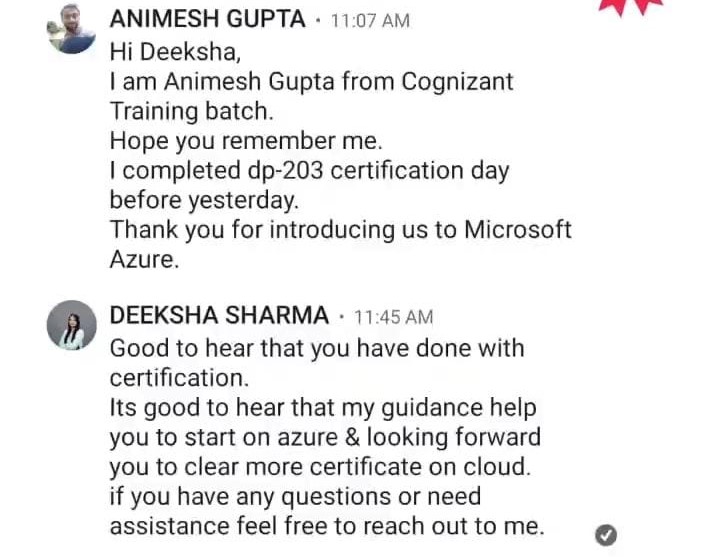 ANIMESH GUPTA • 11:07 AM
Hi Deeksha,
I am Animesh Gupta from Cognizant
Training batch.
Hope you remember me.
I completed dp-203 certification day
before yesterday.
Thank you for introducing us to Microsoft
Azure.
DEEKSHA SHARMA • 11:45 AM
Good to hear that you have done with
certification.
Its good to hear that my guidance help
you to start on azure & looking forward
you to clear more certificate on cloud.
if you have any questions or need
assistance feel free to reach out to me.